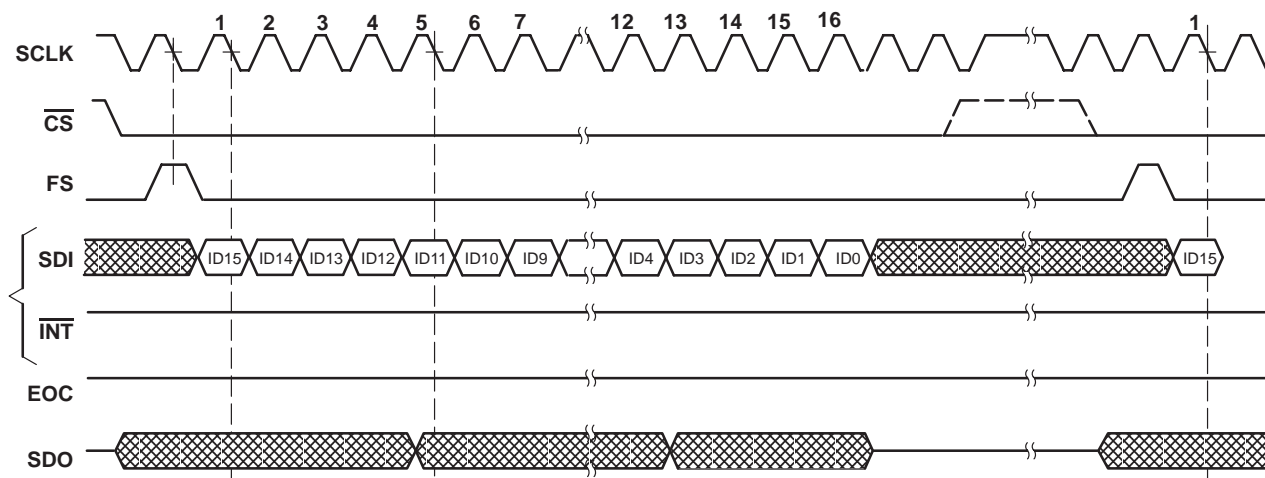 1 2 3 4 5 6 7 12 13 14 15 16 1
SCLK
CS
FS
SDI ID15 ID14 ID13 ID12 ID11 ID10 ID9 ID4 ID3 ID2 ID1 ID0 ID15
INT
EOC
SDO